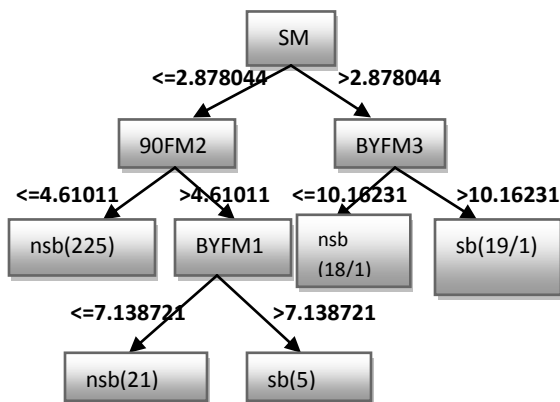 SM
<=2.878044 >2.878044
90FM2 BYFM3
<=4.61011 >4.61011 <=10.16231 >10.16231
nsb(225) BYFM1 nsb sb(19/1)
(18/1)
<=7.138721 >7.138721
nsb(21) sb(5)